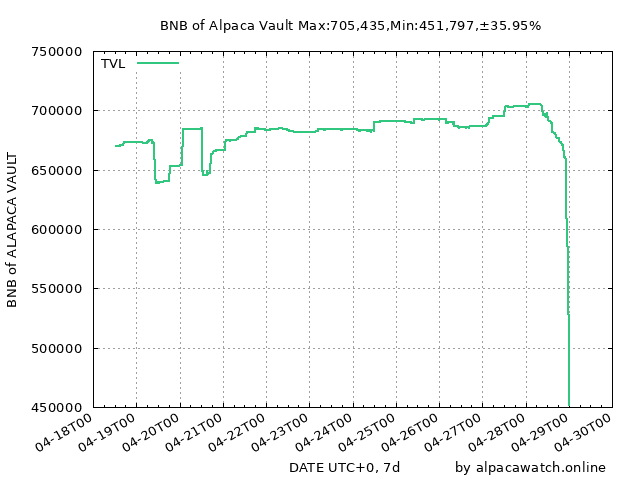 BNB of Alpaca Vault Max:705,435,Min:451,797,±35.95%
TVL
750000
700000
650000
600000
550000
500000
450000
BNB of ALAPACA VAULT
04-18T00
04-19T00
04-20T00
04-21T00
04-22T00
04-23T00
04-24T00
04-25T00
04-26T00
04-27T00
04-28T00
04-29T00
04-30T00
DATE UTC+0, 7d
by alpacawatch.online